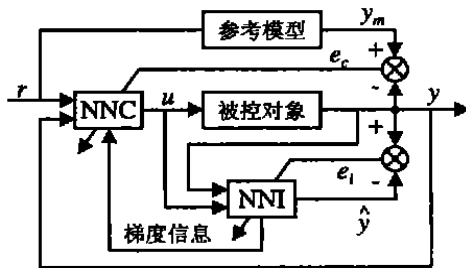 参考模型
y_m
+
e_c
-
r
NNC
u
被控对象
y
+
e_i
-
NNI
ŷ
梯度信息